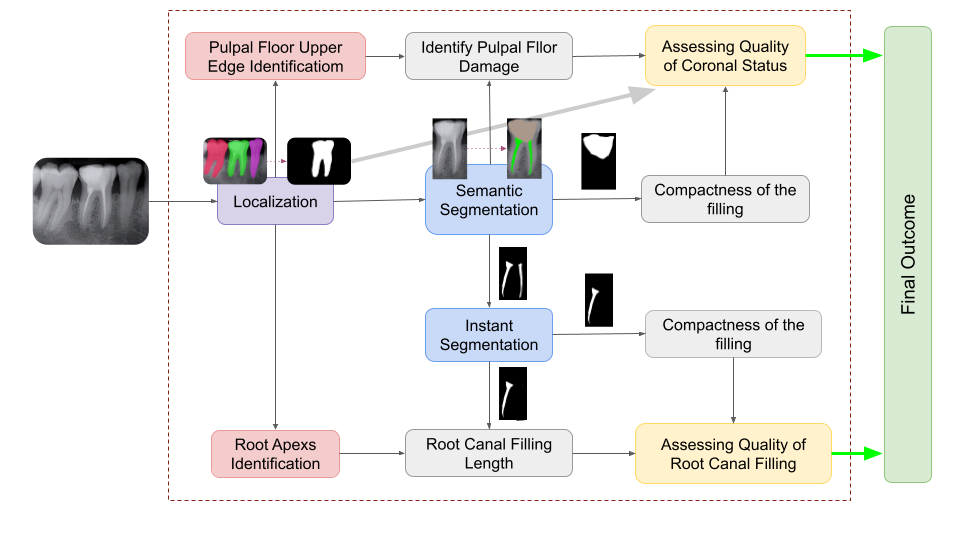 Pulpal Floor Upper
Edge Identificatiom
Identify Pulpal Fllor
Damage
Assessing Quality
of Coronal Status
Localization
Semantic
Segmentation
Compactness of the
filling
Instant
Segmentation
Compactness of the
filling
Root Apexs
Identification
Root Canal Filling
Length
Assessing Quality of
Root Canal Filling
Final Outcome